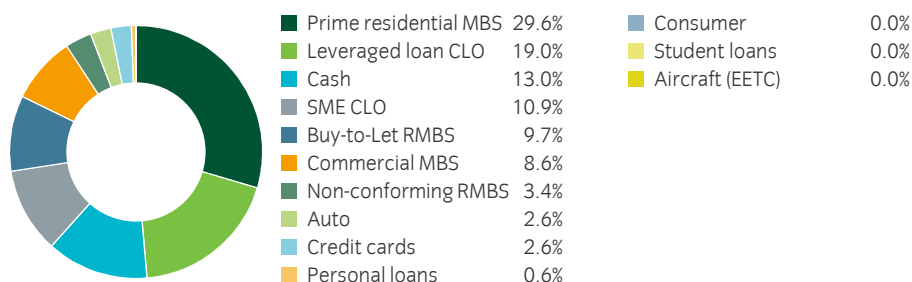 Prime residential MBS 29.6%
Leveraged loan CLO 19.0%
Cash 13.0%
SME CLO 10.9%
Buy-to-Let RMBS 9.7%
Commercial MBS 8.6%
Non-conforming RMBS 3.4%
Auto 2.6%
Credit cards 2.6%
Personal loans 0.6%
Consumer 0.0%
Student loans 0.0%
Aircraft (EETC) 0.0%